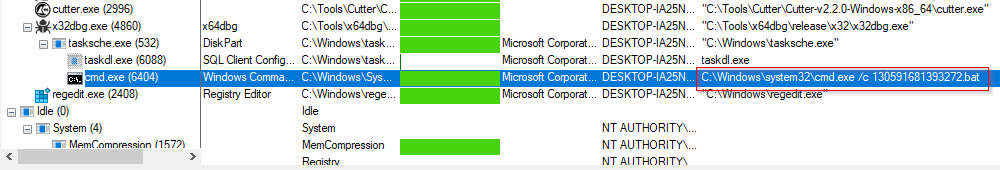 cutter.exe (2996) C:\Tools\Cutter\Cutt... DESKTOP-IA25N... "C:\Tools\Cutter\Cutter-v2.2.0-Windows-x86_64\cutter.exe"
x32dbg.exe (4860) x64dbg C:\Tools\x64dbg\r... DESKTOP-IA25N... "C:\Tools\x64dbg\release\x32\x32dbg.exe"
tasksche.exe (532) DiskPart C:\Windows\task... Microsoft Corporat... DESKTOP-IA25N... "C:\Windows\tasksche.exe"
taskdl.exe (6088) SQL Client Config... C:\Windows\task... Microsoft Corporat... DESKTOP-IA25N... taskdl.exe
C:\. cmd.exe (6404) Windows Comma... C:\Windows\Sys... Microsoft Corporat... DESKTOP-IA25N... C:\Windows\system32\cmd.exe /c 130591681393272.bat
regedit.exe (2408) Registry Editor C:\Windows\rege... Microsoft Corporat... DESKTOP-IA25N... "C:\Windows\regedit.exe"
Idle (0) Idle
System (4) System NT AUTHORITY\...
MemCompression (1572) MemCompression NT AUTHORITY\...
Registry NT AUTHORITY\...